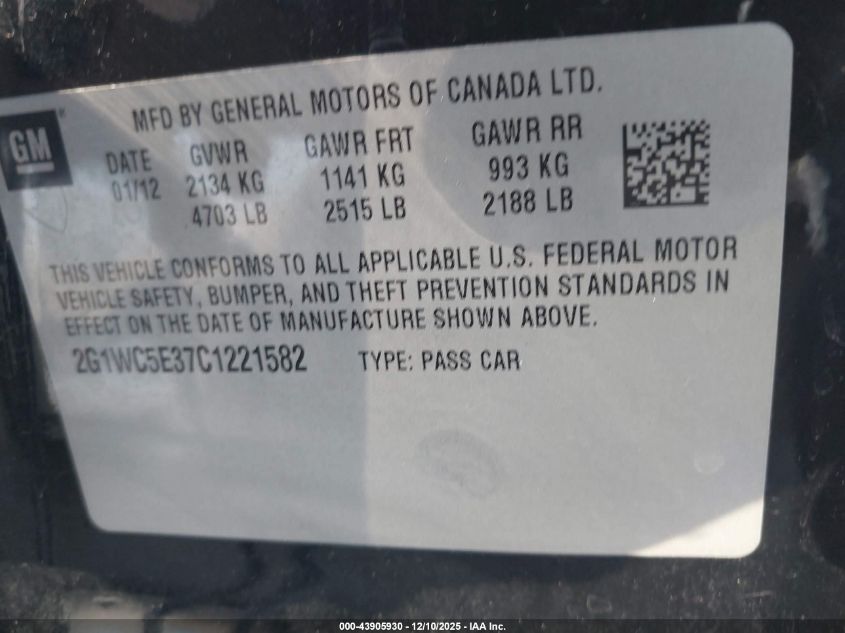 MFD BY GENERAL MOTORS OF CANADA LTD.
GM
DATE GVWR GAWR FRT GAWR RR
01/12 2134 KG 1141 KG 993 KG
4703 LB 2515 LB 2188 LB
THIS VEHICLE CONFORMS TO ALL APPLICABLE U.S. FEDERAL MOTOR
VEHICLE SAFETY, BUMPER, AND THEFT PREVENTION STANDARDS IN
EFFECT ON THE DATE OF MANUFACTURE SHOWN ABOVE.
2G1WC5E37C1221582 TYPE: PASS CAR
000-43905930 - 12/10/2025 - IAA Inc.